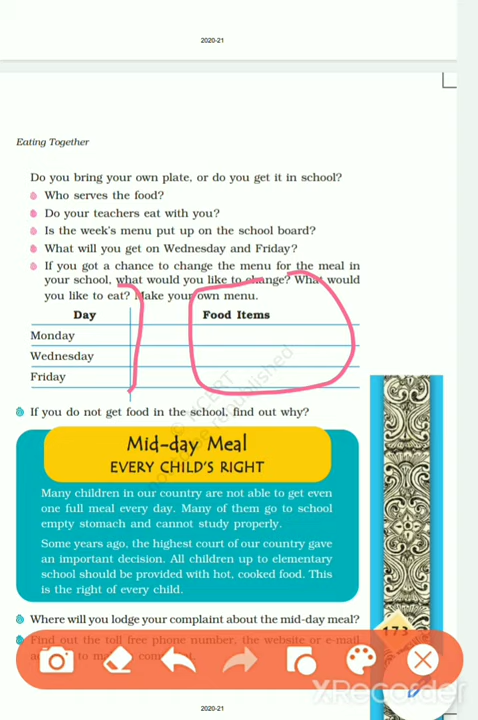 2020-21
Eating Together
Do you bring your own plate, or do you get it in school?
Who serves the food?
Do your teachers eat with you?
Is the week's menu put up on the school board?
What will you get on Wednesday and Friday?
If you got a chance to change the menu for the meal in
your school, what would you like to change? What would
you like to eat? Make your own menu.
Day Food Items
Monday
Wednesday
Friday
If you do not get food in the school, find out why?
Mid-day Meal
EVERY CHILD'S RIGHT
Many children in our country are not able to get even
one full meal every day. Many of them go to school
empty stomach and cannot study properly.
Some years ago, the highest court of our country gave
an important decision. All children up to elementary
school should be provided with hot, cooked food. This
is the right of every child.
Where will you lodge your complaint about the mid-day meal?
173
Find out the toll free phone number, the website or e-mail
XRecorder
2020-21